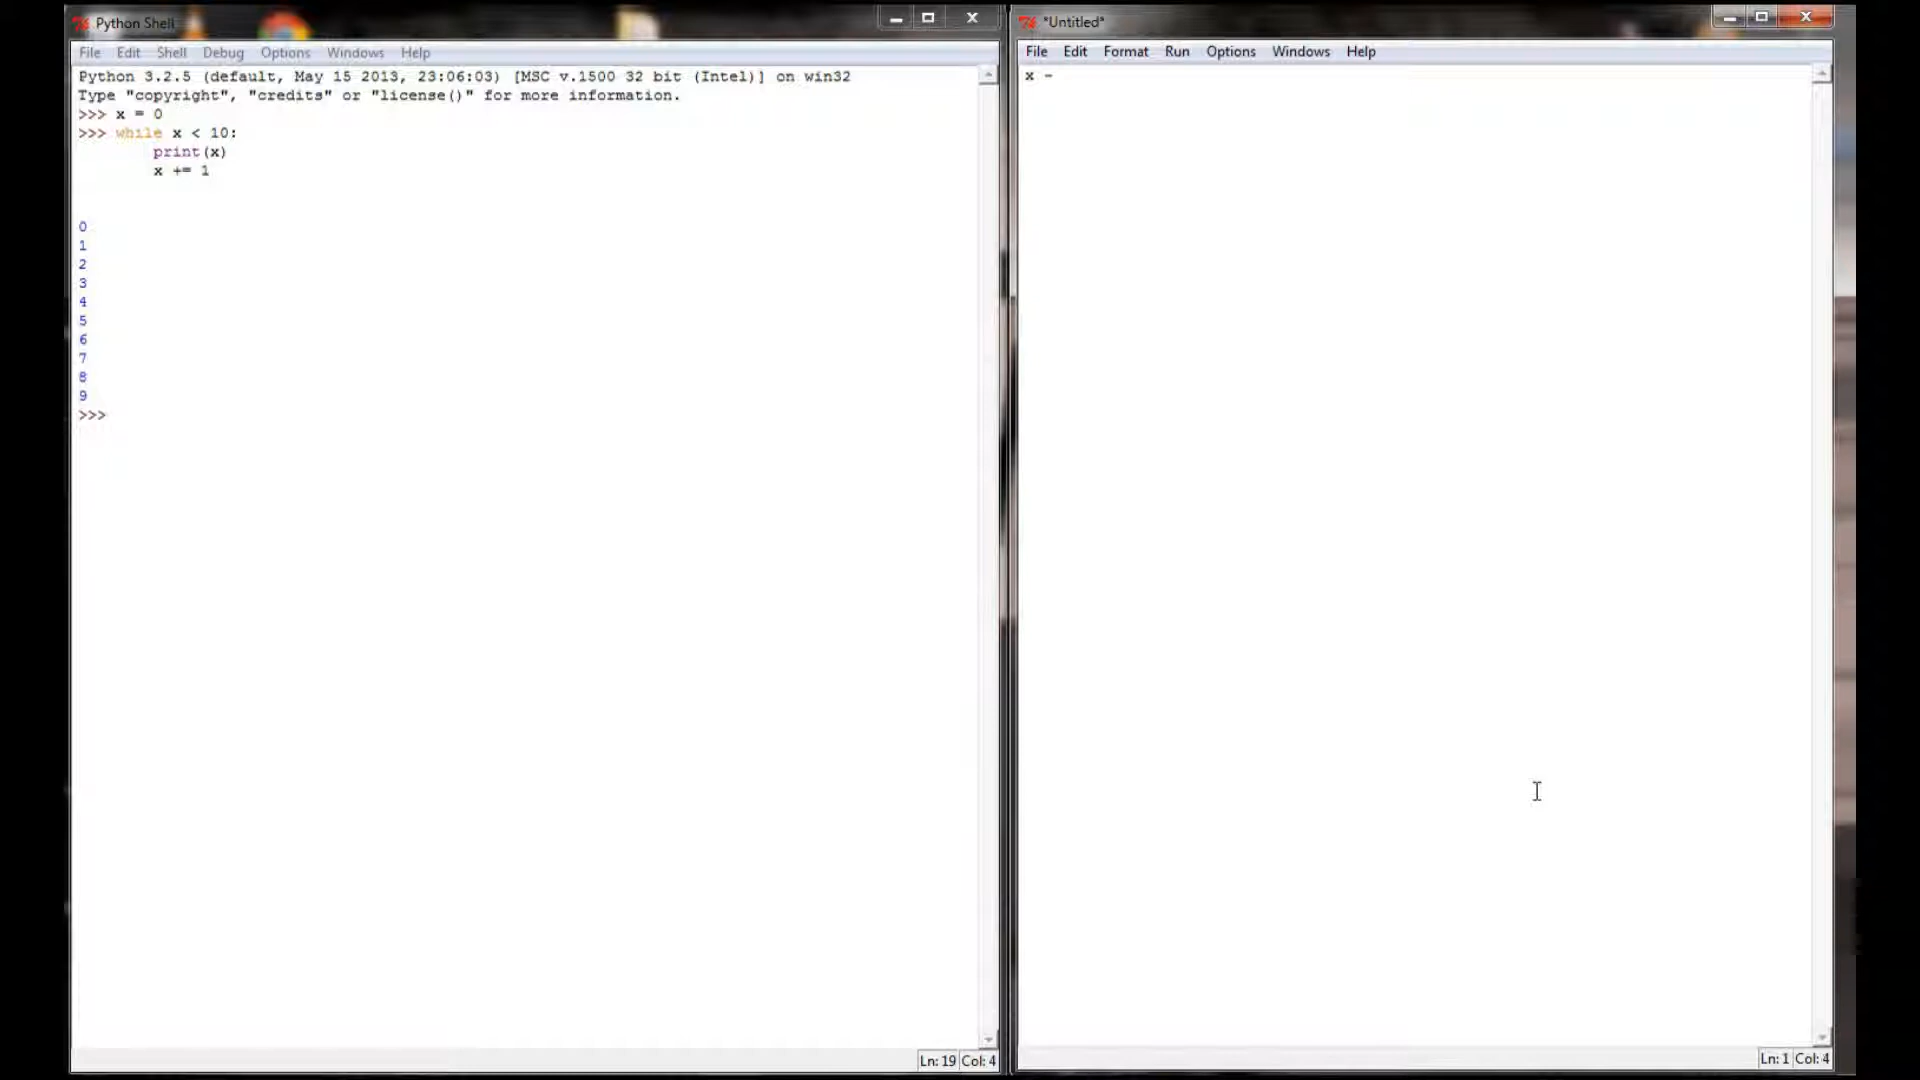 Python Shell
File Edit Shell Debug Options Windows Help
Python 3.2.5 (default, May 15 2013, 23:06:03) [MSC v.1500 32 bit (Intel)] on win32
Type "copyright", "credits" or "license()" for more information.
>>> x = 0
>>> while x < 10:
print(x)
x += 1
0
1
2
3
4
5
6
7
8
9
>>>
Ln: 19 Col: 4
*Untitled*
File Edit Format Run Options Windows Help
x -
Ln: 1 Col: 4